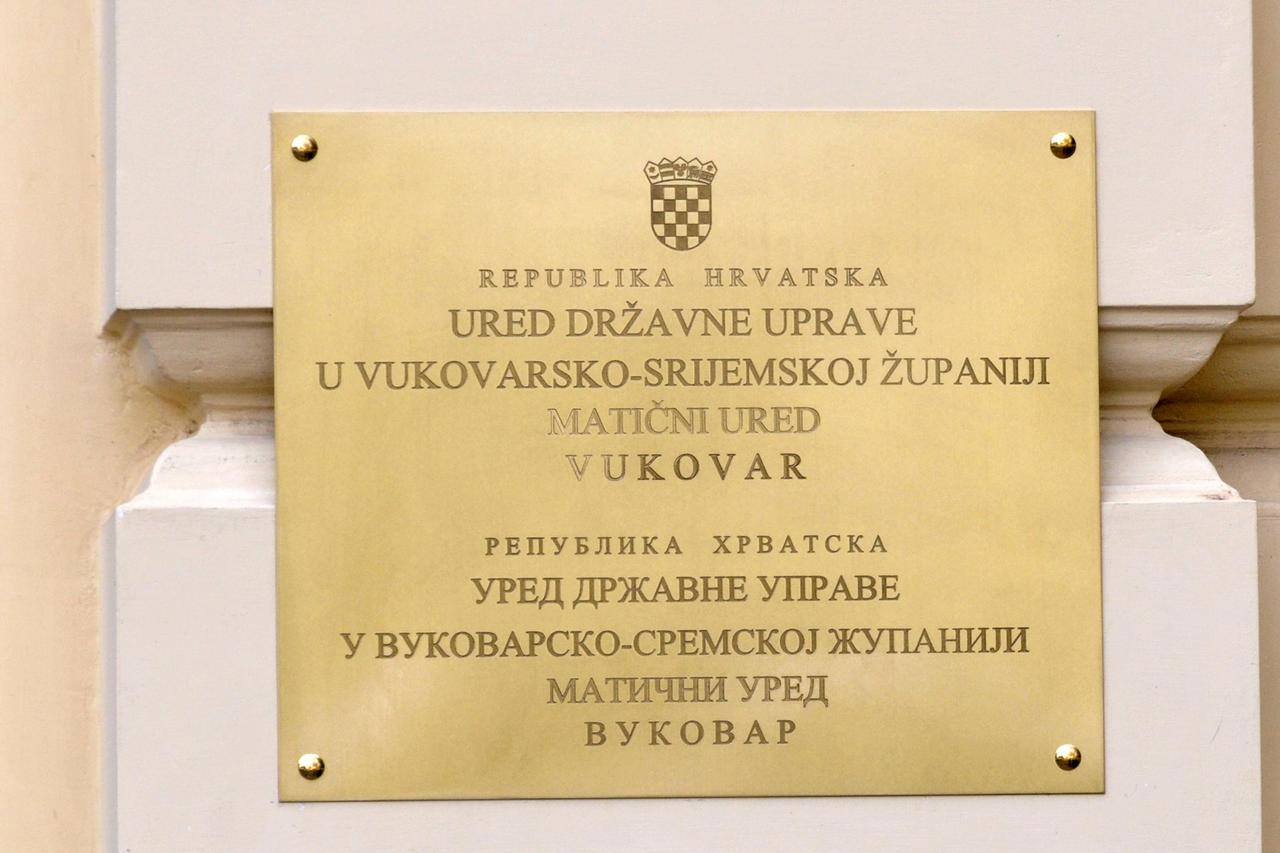 REPUBLIKA HRVATSKA
URED DRŽAVNE UPRAVE
U VUKOVARSKO-SRIJEMSKOJ ŽUPANIJI
MATIČNI URED
VUKOVAR
РЕПУБЛИКА ХРВАТСКА
УРЕД ДРЖАВНЕ УПРАВЕ
У ВУКОВАРСКО-СРЕМСКОЈ ЖУПАНИЈИ
МАТИЧНИ УРЕД
ВУКОВАР